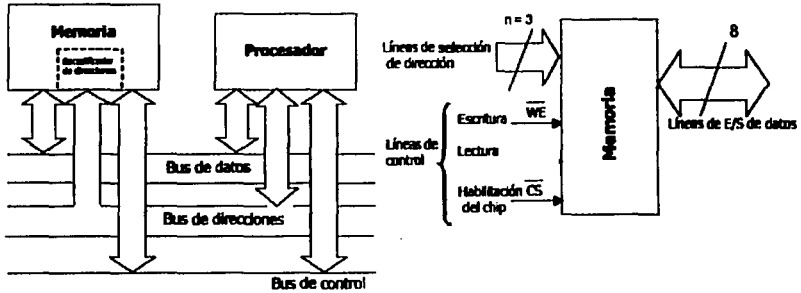 Memoria
Decodificador
de direcciones
Procesador
Bus de datos
Bus de direcciones
Bus de control
n = 3
Líneas de selección
de dirección
Líneas de
control
Escritura
WE
Lectura
Habilitación
del chip
CS
Memoria
8
Líneas de E/S de datos